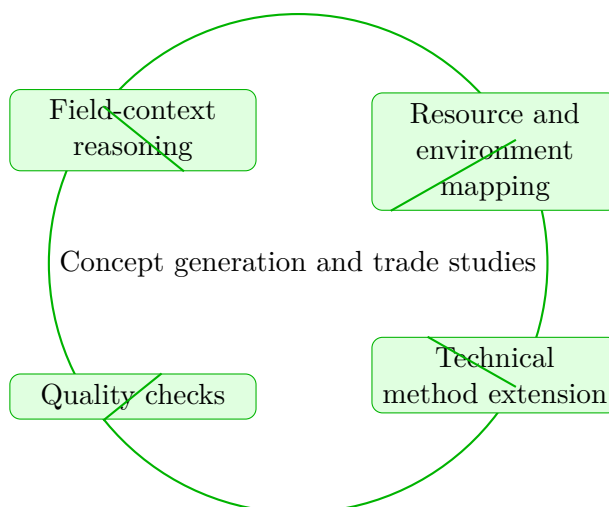 Field-context
reasoning
Resource and
environment
mapping
Concept generation and trade studies
Quality checks
Technical
method extension